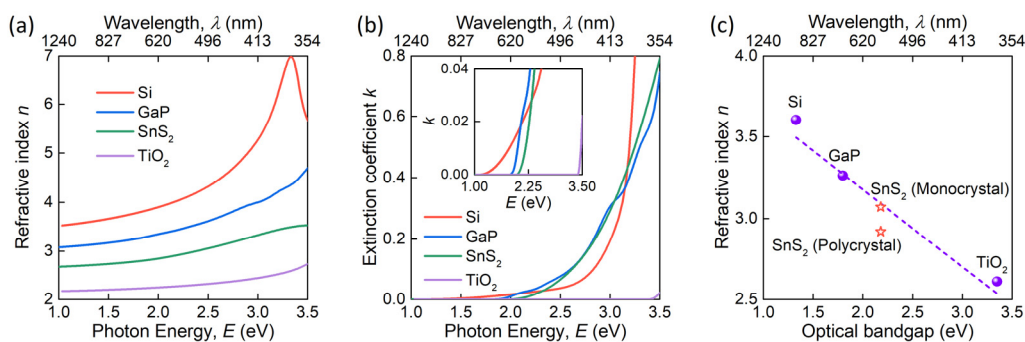 (a)
Wavelength, λ (nm)
1240 827 620 496 413 354
7
6
5
4
3
2
Refractive index n
Si
GaP
SnS₂
TiO₂
1.0 1.5 2.0 2.5 3.0 3.5
Photon Energy, E (eV)
(b)
Wavelength, λ (nm)
1240 827 620 496 413 354
0.8
0.6
0.4
0.2
0.0
Extinction coefficient k
0.04
0.02
0.00
k
1.00 2.25 3.50
E (eV)
Si
GaP
SnS₂
TiO₂
1.0 1.5 2.0 2.5 3.0 3.5
Photon Energy, E (eV)
(c)
Wavelength, λ (nm)
1240 827 620 496 413 354
4.0
3.5
3.0
2.5
Refractive index n
Si
GaP
SnS₂ (Monocrystal)
SnS₂ (Polycrystal)
TiO₂
1.0 1.5 2.0 2.5 3.0 3.5
Optical bandgap (eV)